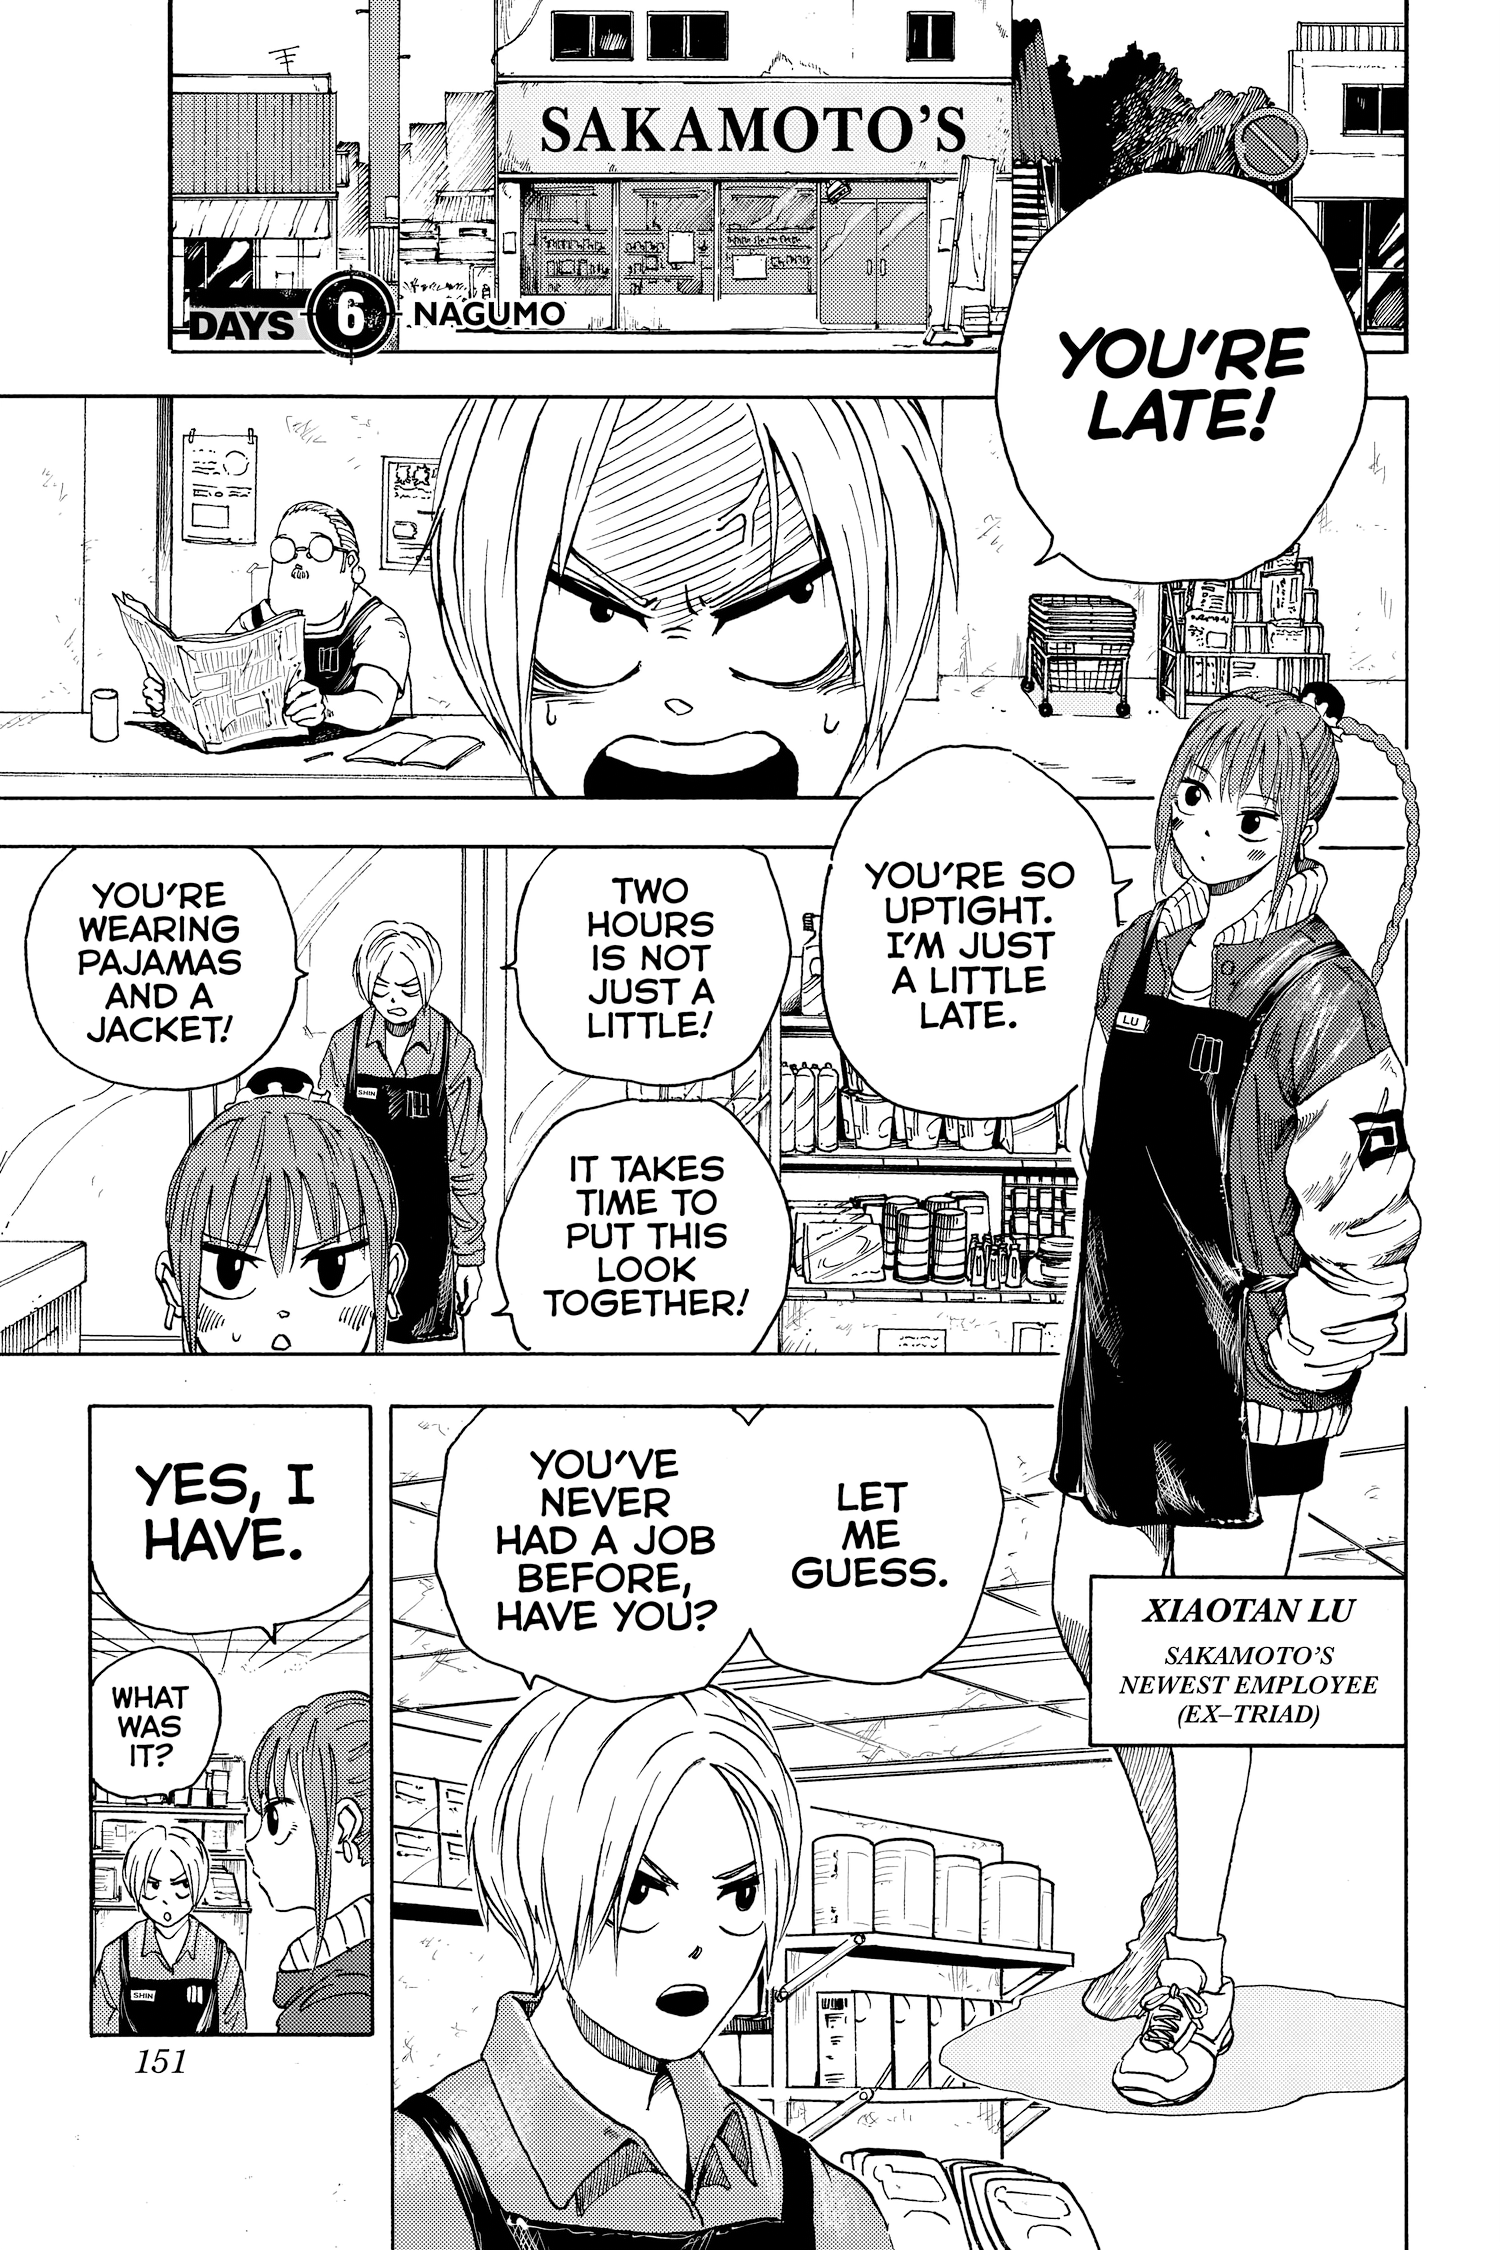 SAKAMOTO'S
DAYS 6 NAGUMO
YOU'RE
LATE!
YOU'RE SO
UPTIGHT.
I'M JUST
A LITTLE
LATE.
LU
TWO
HOURS
IS NOT
JUST A
LITTLE!
IT TAKES
TIME TO
PUT THIS
LOOK
TOGETHER!
YOU'RE
WEARING
PAJAMAS
AND A
JACKET!
SHIN
XIAOTAN LU
SAKAMOTO'S
NEWEST EMPLOYEE
(EX–TRIAD)
LET
ME
GUESS.
YOU'VE
NEVER
HAD A JOB
BEFORE,
HAVE YOU?
YES, I
HAVE.
WHAT
WAS
IT?
SHIN
151